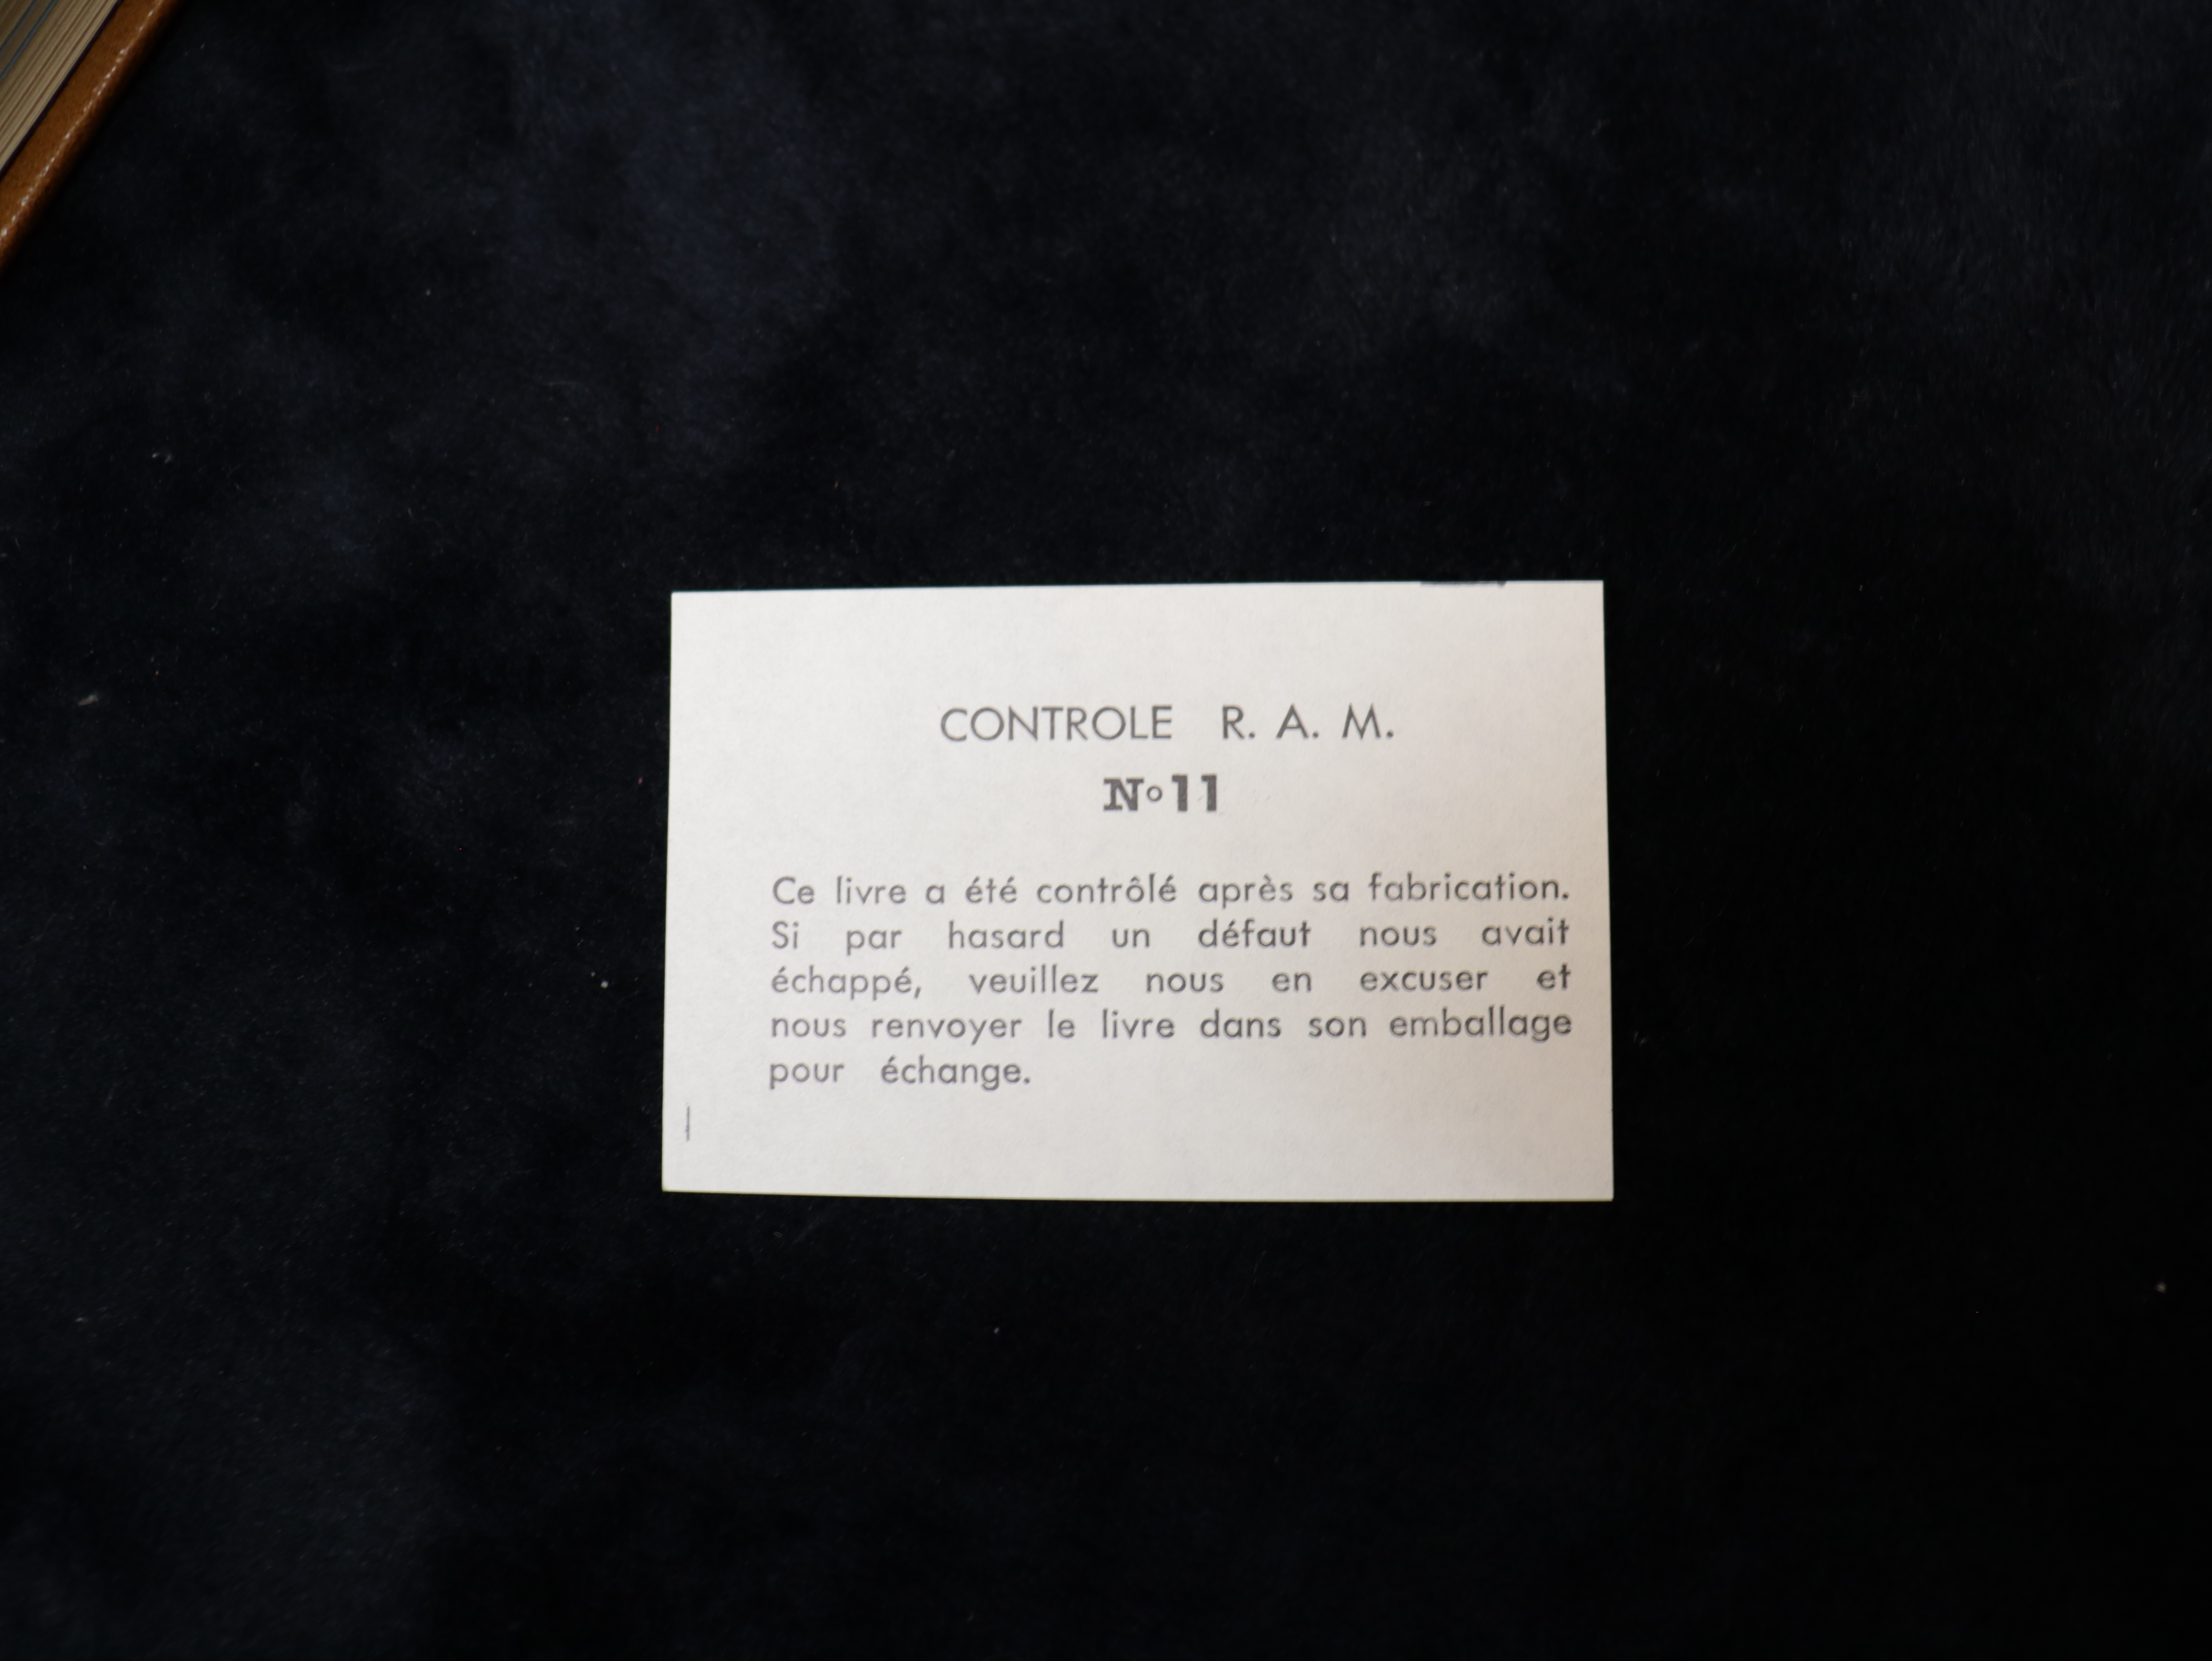 CONTROLE R. A. M.
No 11
Ce livre a été contrôlé après sa fabrication.
Si par hasard un défaut nous avait
échappé, veuillez nous en excuser et
nous renvoyer le livre dans son emballage
pour échange.